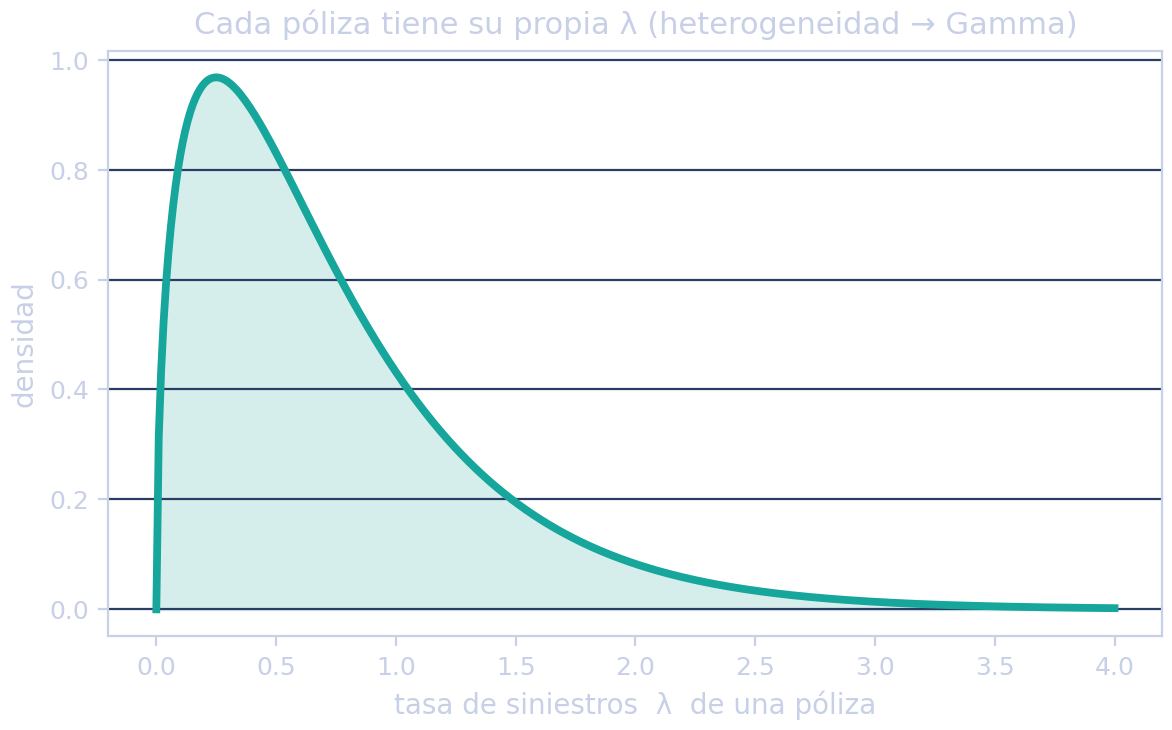 Cada póliza tiene su propia λ (heterogeneidad → Gamma)
densidad
1.0
0.8
0.6
0.4
0.2
0.0
0.0 0.5 1.0 1.5 2.0 2.5 3.0 3.5 4.0
tasa de siniestros λ de una póliza